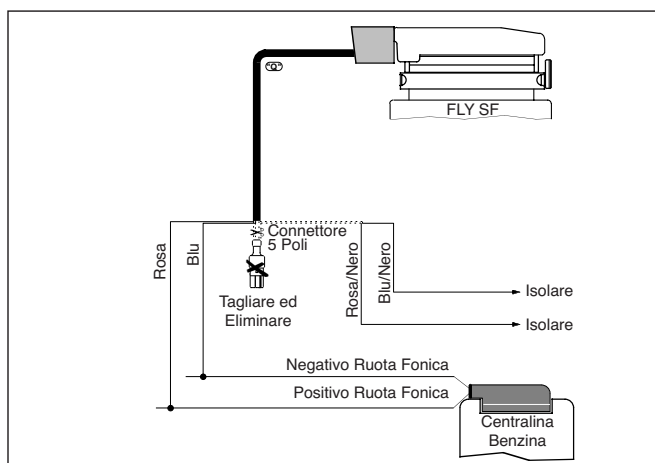 FLY SF
Rosa
Blu
Connettore
5 Poli
Rosa/Nero
Blu/Nero
Tagliare ed
Eliminare
Isolare
Isolare
Negativo Ruota Fonica
Positivo Ruota Fonica
Centralina
Benzina